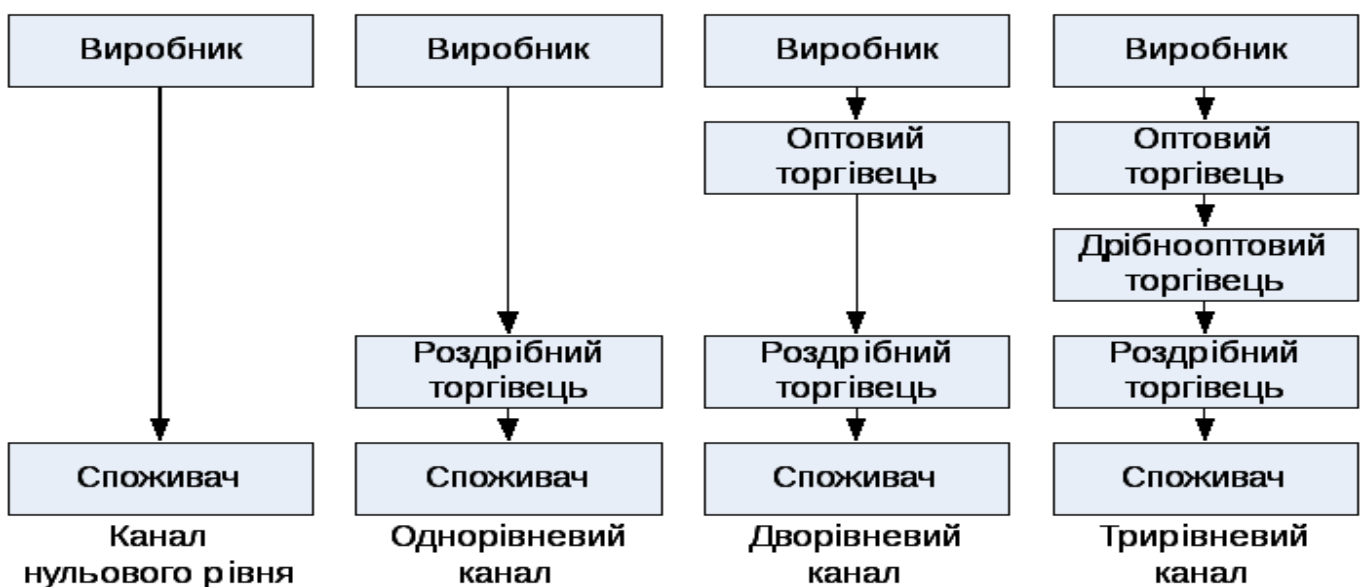 Виробник
Виробник
Виробник
Виробник
Оптовий
торгівець
Оптовий
торгівець
Дрібнооптовий
торгівець
Роздрібний
торгівець
Роздрібний
торгівець
Роздрібний
торгівець
Споживач
Споживач
Споживач
Споживач
Канал
нульового рівня
Однорівневий
канал
Дворівневий
канал
Трирівневий
канал